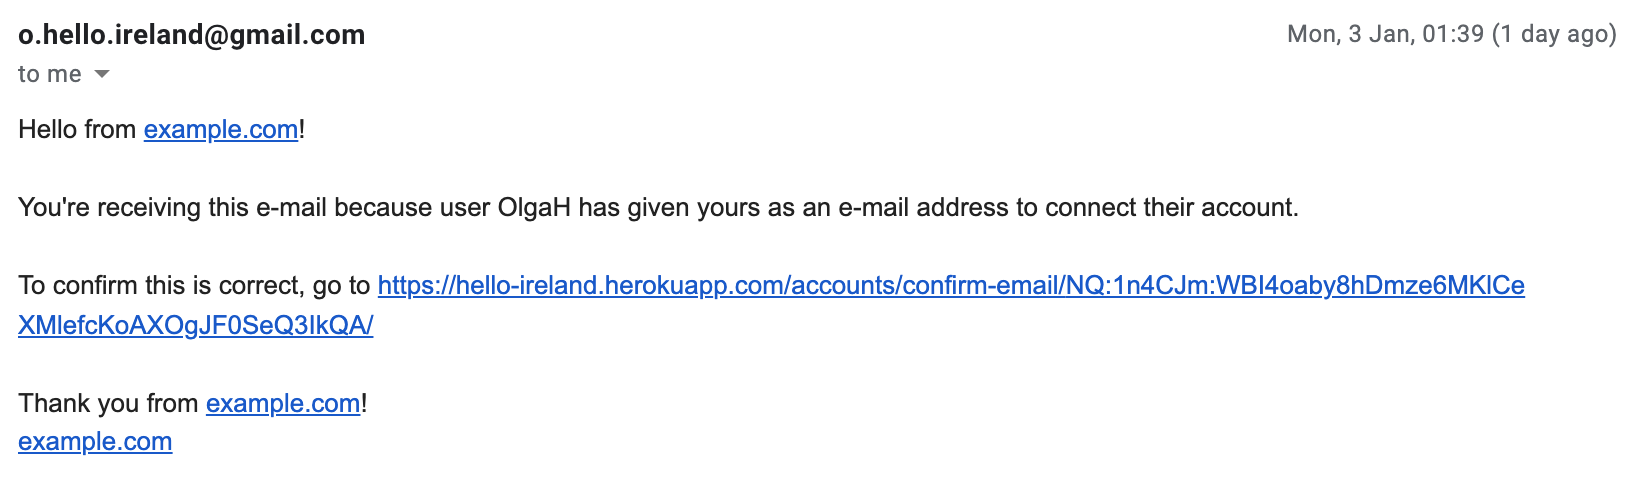 o.hello.ireland@gmail.com
Mon, 3 Jan, 01:39 (1 day ago)
to me
Hello from example.com!
You're receiving this e-mail because user OlgaH has given yours as an e-mail address to connect their account.
To confirm this is correct, go to https://hello-ireland.herokuapp.com/accounts/confirm-email/NQ:1n4CJm:WBI4oaby8hDmze6MKlCe
XMlefcKoAXOgJF0SeQ3IkQA/
Thank you from example.com!
example.com